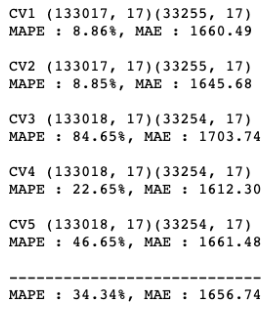 CV1 (133017, 17)(33255, 17)
MAPE : 8.86%, MAE : 1660.49
CV2 (133017, 17)(33255, 17)
MAPE : 8.85%, MAE : 1645.68
CV3 (133018, 17)(33254, 17)
MAPE : 84.65%, MAE : 1703.74
CV4 (133018, 17)(33254, 17)
MAPE : 22.65%, MAE : 1612.30
CV5 (133018, 17)(33254, 17)
MAPE : 46.65%, MAE : 1661.48
----------------------------
MAPE : 34.34%, MAE : 1656.74